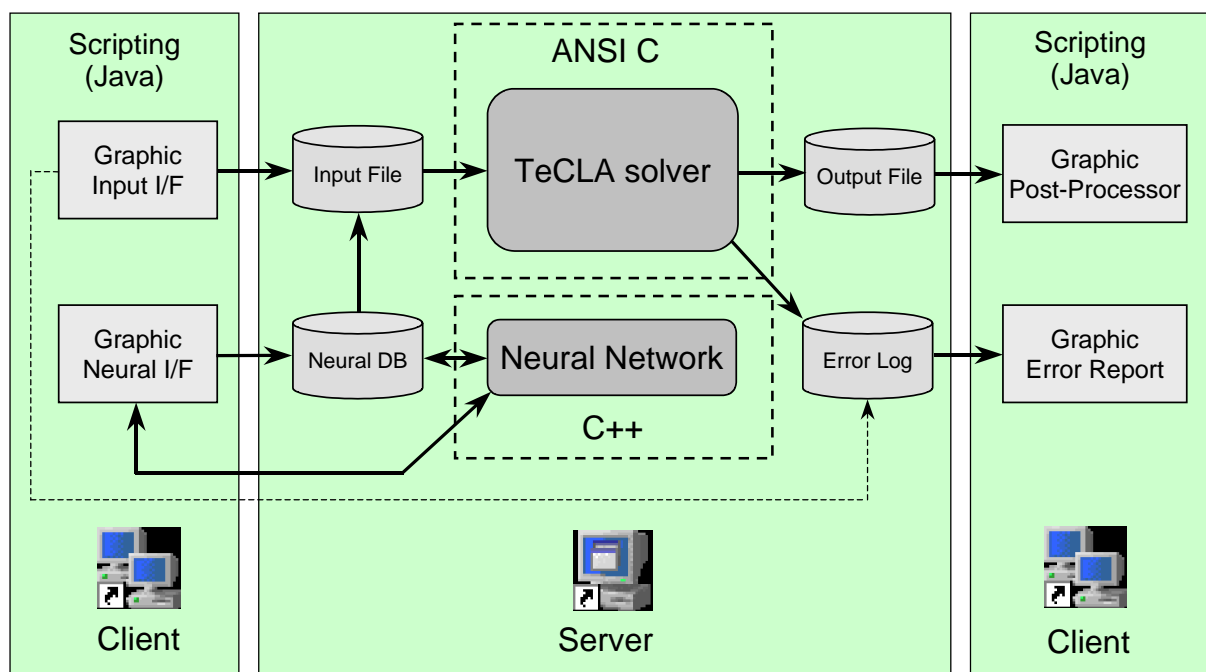 Scripting
(Java)
Graphic
Input I/F
Graphic
Neural I/F
Client
ANSI C
Input File
TeCLA solver
Output File
Neural DB
Neural Network
Error Log
C++
Server
Scripting
(Java)
Graphic
Post-Processor
Graphic
Error Report
Client